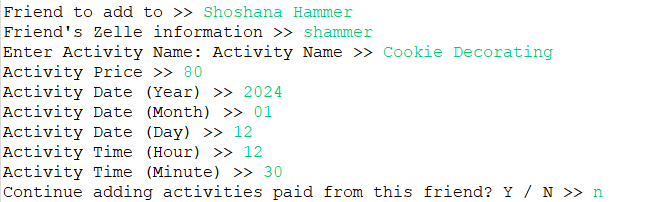 Friend to add to >> Shoshana Hammer
Friend's Zelle information >> shammer
Enter Activity Name: Activity Name >> Cookie Decorating
Activity Price >> 80
Activity Date (Year) >> 2024
Activity Date (Month) >> 01
Activity Date (Day) >> 12
Activity Time (Hour) >> 12
Activity Time (Minute) >> 30
Continue adding activities paid from this friend? Y / N >> n